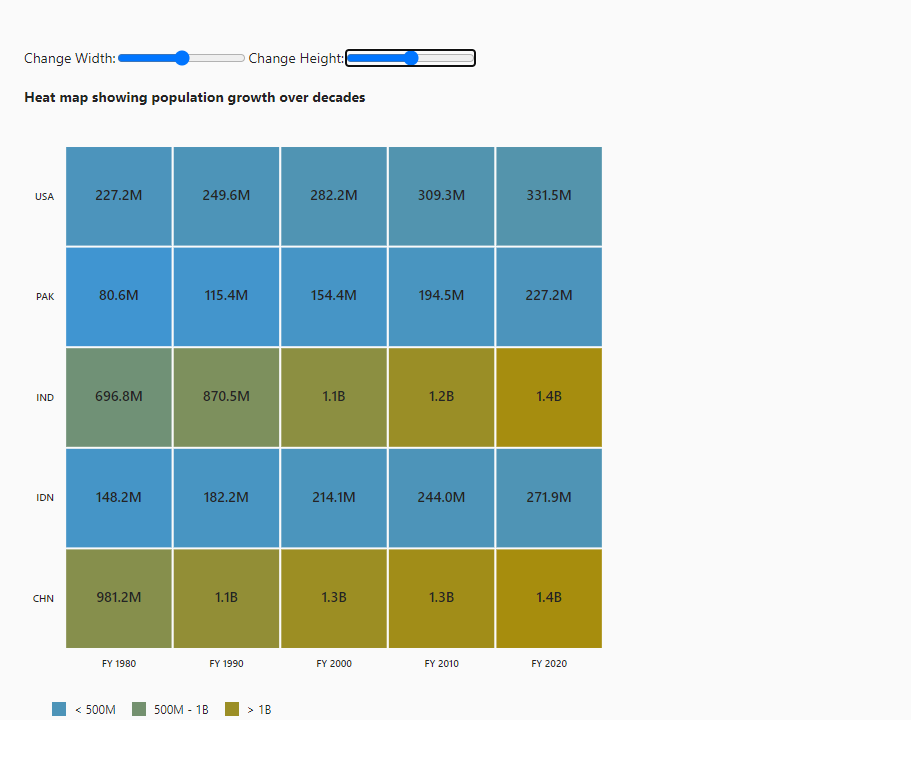 Change Width: Change Height:
Heat map showing population growth over decades
USA 227.2M 249.6M 282.2M 309.3M 331.5M
PAK 80.6M 115.4M 154.4M 194.5M 227.2M
IND 696.8M 870.5M 1.1B 1.2B 1.4B
IDN 148.2M 182.2M 214.1M 244.0M 271.9M
CHN 981.2M 1.1B 1.3B 1.3B 1.4B
FY 1980 FY 1990 FY 2000 FY 2010 FY 2020
< 500M 500M - 1B > 1B